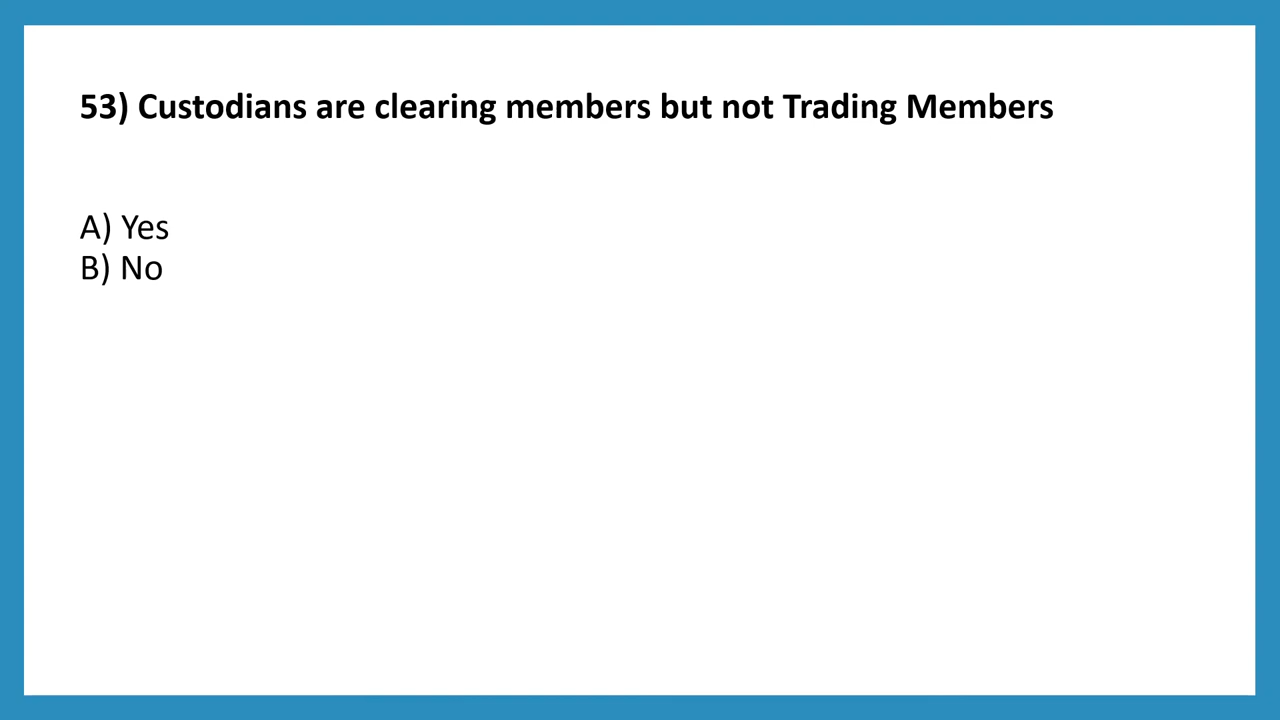 53) Custodians are clearing members but not Trading Members
A) Yes
B) No